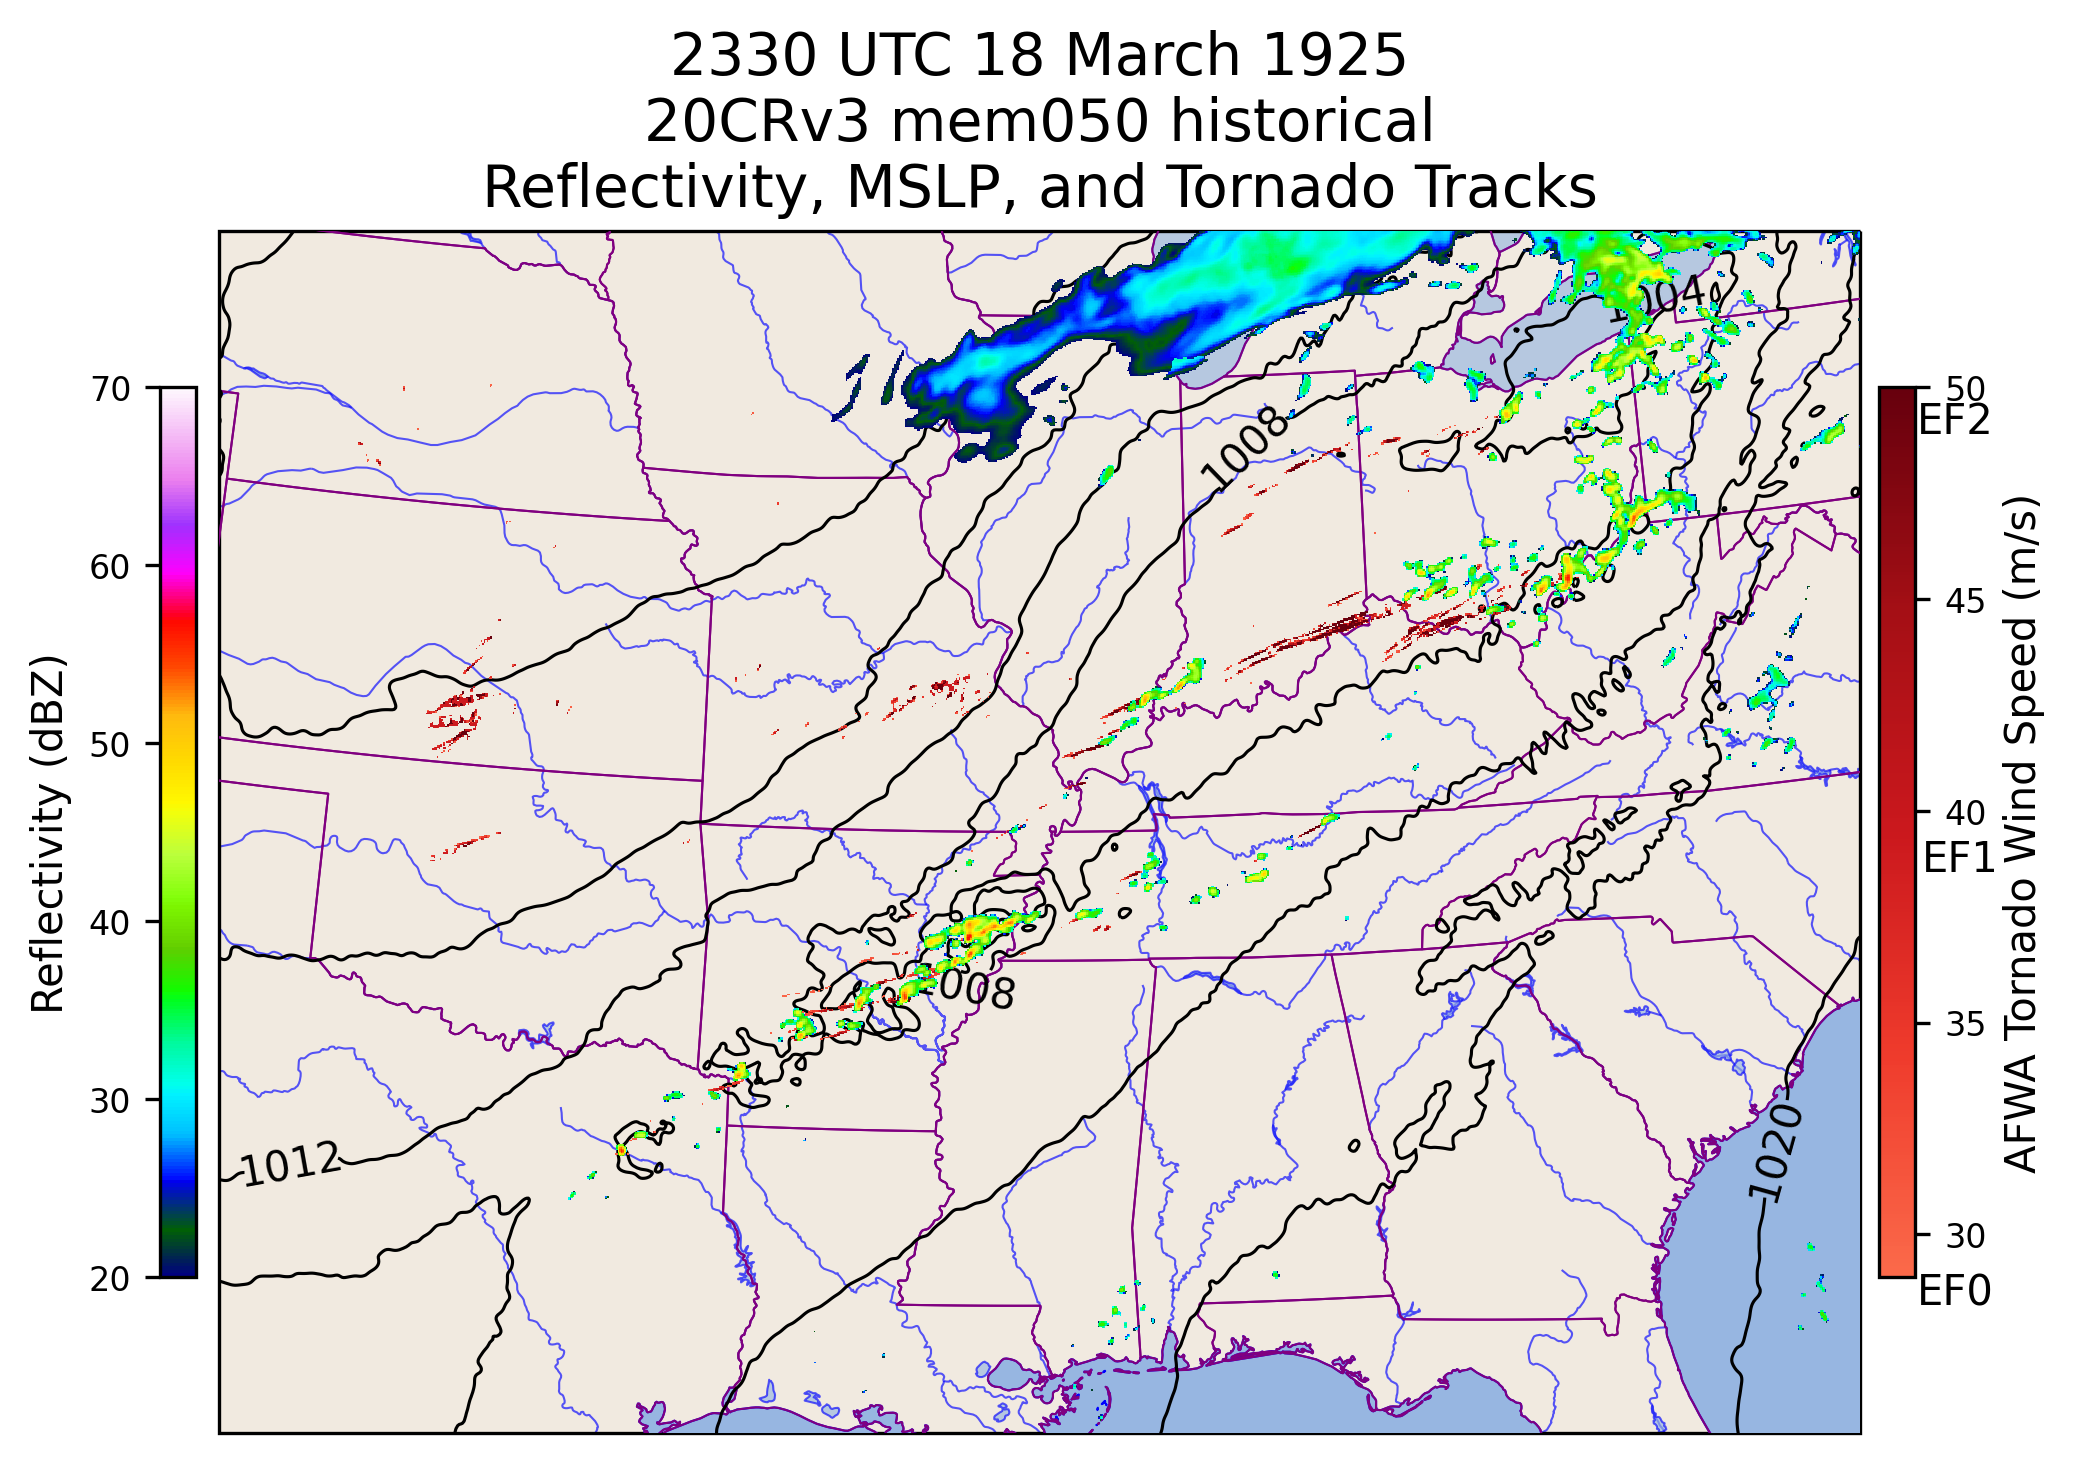 2330 UTC 18 March 1925
20CRv3 mem050 historical
Reflectivity, MSLP, and Tornado Tracks
70
60
50
40
30
20
Reflectivity (dBZ)
1004
1008
1008
1012
1020
50
EF2
45
40
EF1
35
30
EF0
AFWA Tornado Wind Speed (m/s)